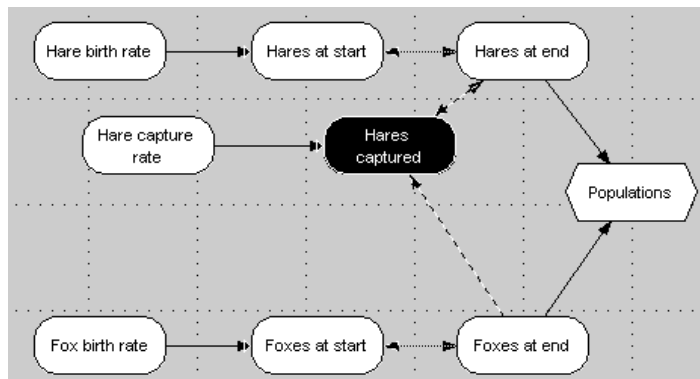 Hare birth rate
Hares at start
Hares at end
Hare capture
rate
Hares
captured
Populations
Fox birth rate
Foxes at start
Foxes at end